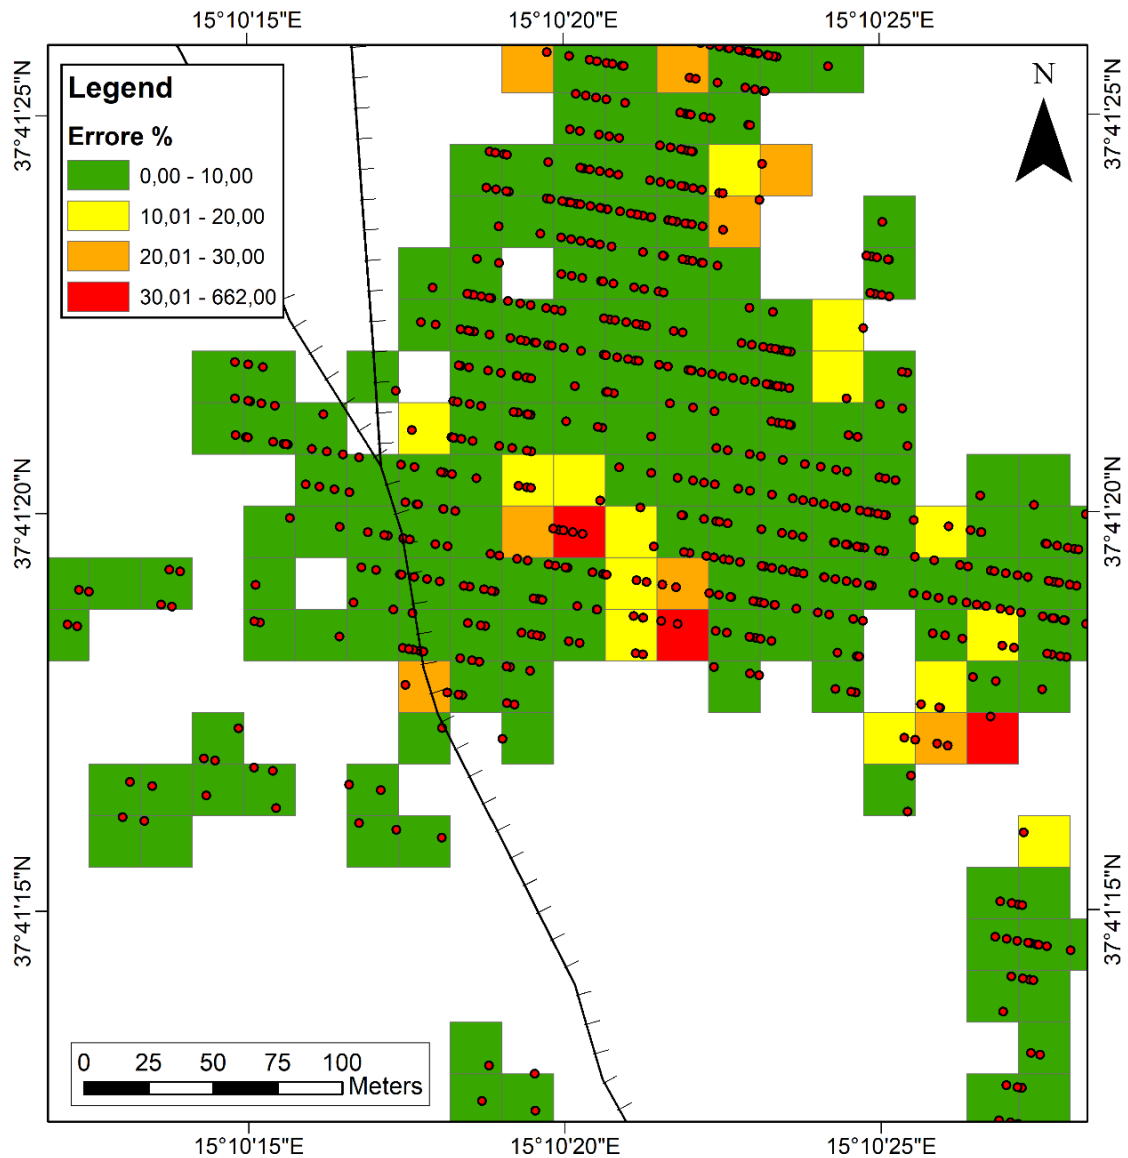 15°10'15"E 15°10'20"E 15°10'25"E
37°41'25"N
37°41'20"N
37°41'15"N
Legend
Errore %
0,00 - 10,00
10,01 - 20,00
20,01 - 30,00
30,01 - 662,00
N
37°41'25"N
37°41'20"N
37°41'15"N
0 25 50 75 100
Meters
15°10'15"E 15°10'20"E 15°10'25"E